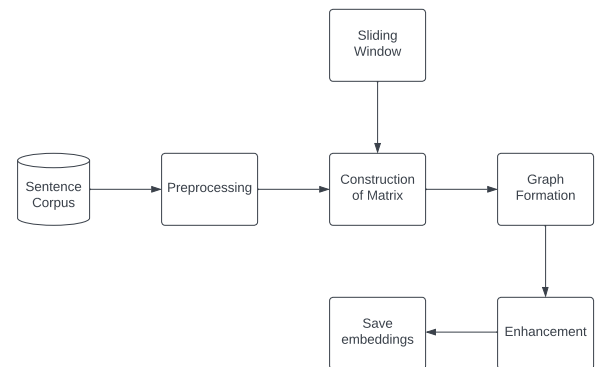 Sliding
Window
Sentence
Corpus
Preprocessing
Construction
of Matrix
Graph
Formation
Save
embeddings
Enhancement